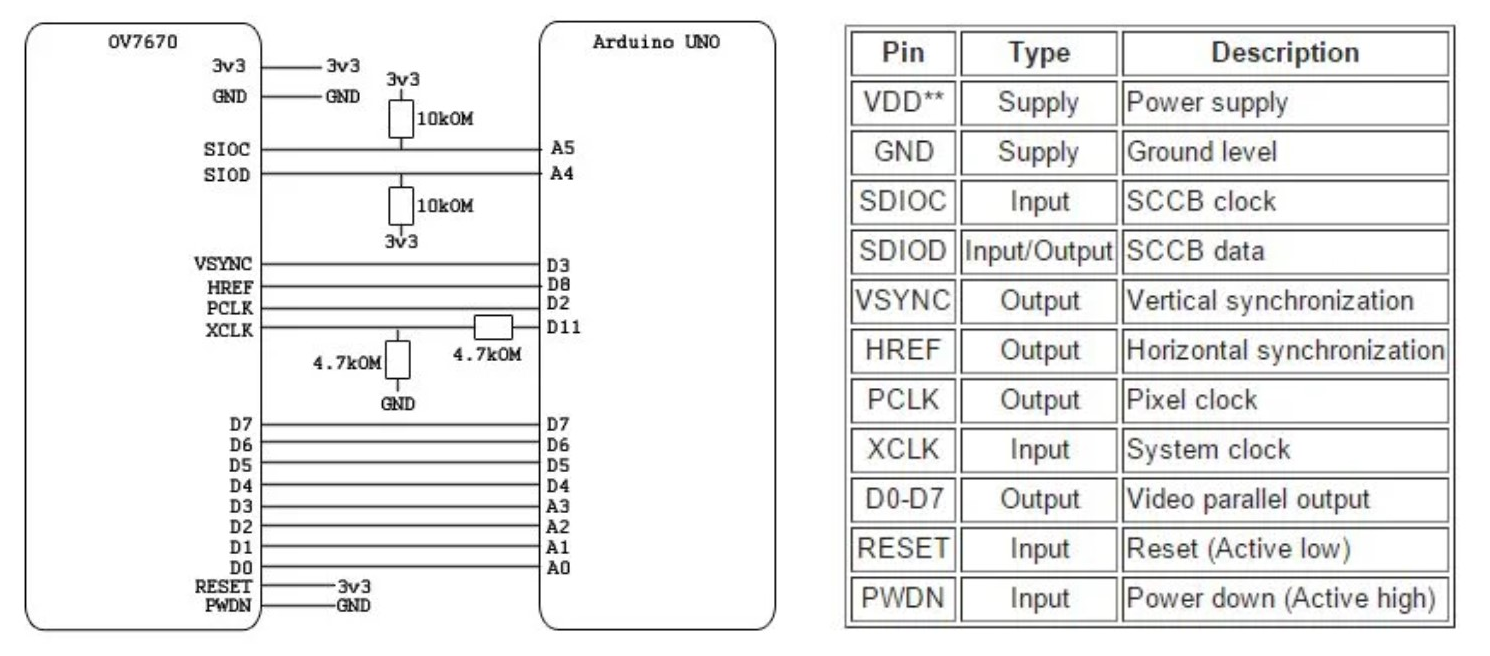 OV7670
3v3
3v3
GND
GND
3v3
10kOM
SIOC
SIOD
10kOM
3v3
VSYNC
HREF
PCLK
XCLK
4.7kOM
4.7kOM
GND
D7
D6
D5
D4
D3
D2
D1
D0
RESET
3v3
PWDN
GND
Arduino UNO
A5
A4
D3
D8
D2
D11
D7
D6
D5
D4
A3
A2
A1
A0
Pin Type Description
VDD** Supply Power supply
GND Supply Ground level
SDIOC Input SCCB clock
SDIOD Input/Output SCCB data
VSYNC Output Vertical synchronization
HREF Output Horizontal synchronization
PCLK Output Pixel clock
XCLK Input System clock
D0-D7 Output Video parallel output
RESET Input Reset (Active low)
PWDN Input Power down (Active high)